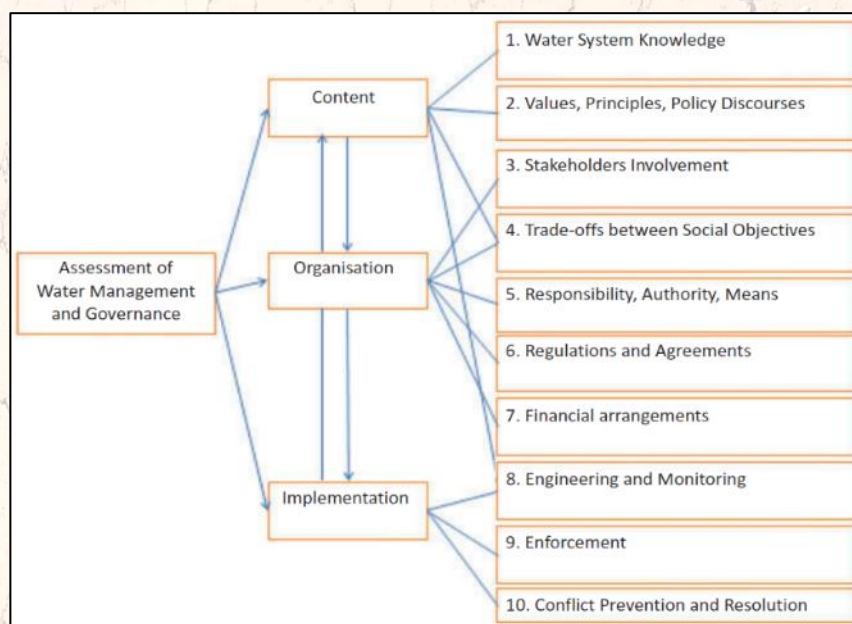 Assessment of
Water Management
and Governance
Content
Organisation
Implementation
1. Water System Knowledge
2. Values, Principles, Policy Discourses
3. Stakeholders Involvement
4. Trade-offs between Social Objectives
5. Responsibility, Authority, Means
6. Regulations and Agreements
7. Financial arrangements
8. Engineering and Monitoring
9. Enforcement
10. Conflict Prevention and Resolution